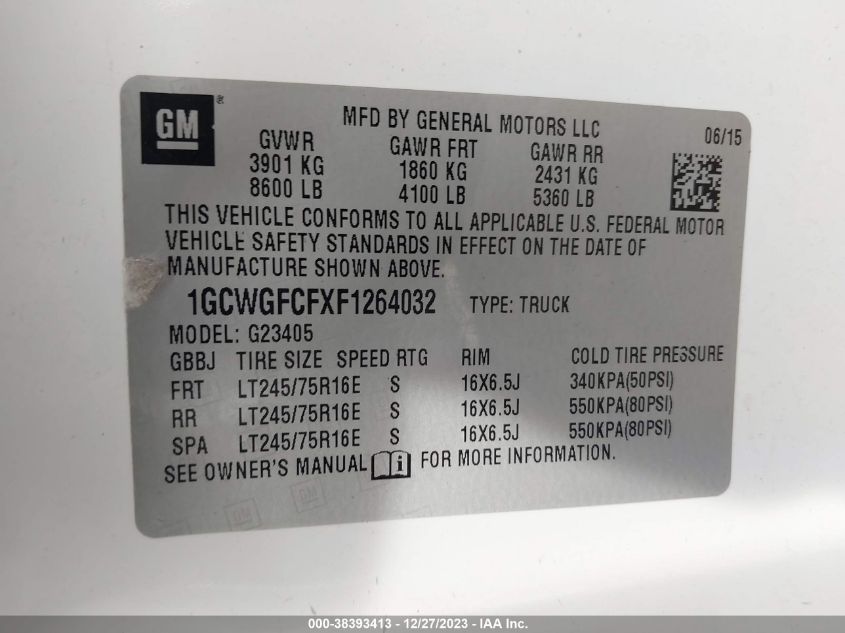 GM ®
MFD BY GENERAL MOTORS LLC 06/15
GVWR GAWR FRT GAWR RR
3901 KG 1860 KG 2431 KG
8600 LB 4100 LB 5360 LB
THIS VEHICLE CONFORMS TO ALL APPLICABLE U.S. FEDERAL MOTOR
VEHICLE SAFETY STANDARDS IN EFFECT ON THE DATE OF
MANUFACTURE SHOWN ABOVE.
1GCWGFCFXF1264032 TYPE: TRUCK
MODEL: G23405
GBBJ TIRE SIZE SPEED RTG RIM COLD TIRE PRESSURE
FRT LT245/75R16E S 16X6.5J 340KPA(50PSI)
RR LT245/75R16E S 16X6.5J 550KPA(80PSI)
SPA LT245/75R16E S 16X6.5J 550KPA(80PSI)
SEE OWNER'S MANUAL i FOR MORE INFORMATION.
GM GM GM
000-38393413 - 12/27/2023 - IAA Inc.